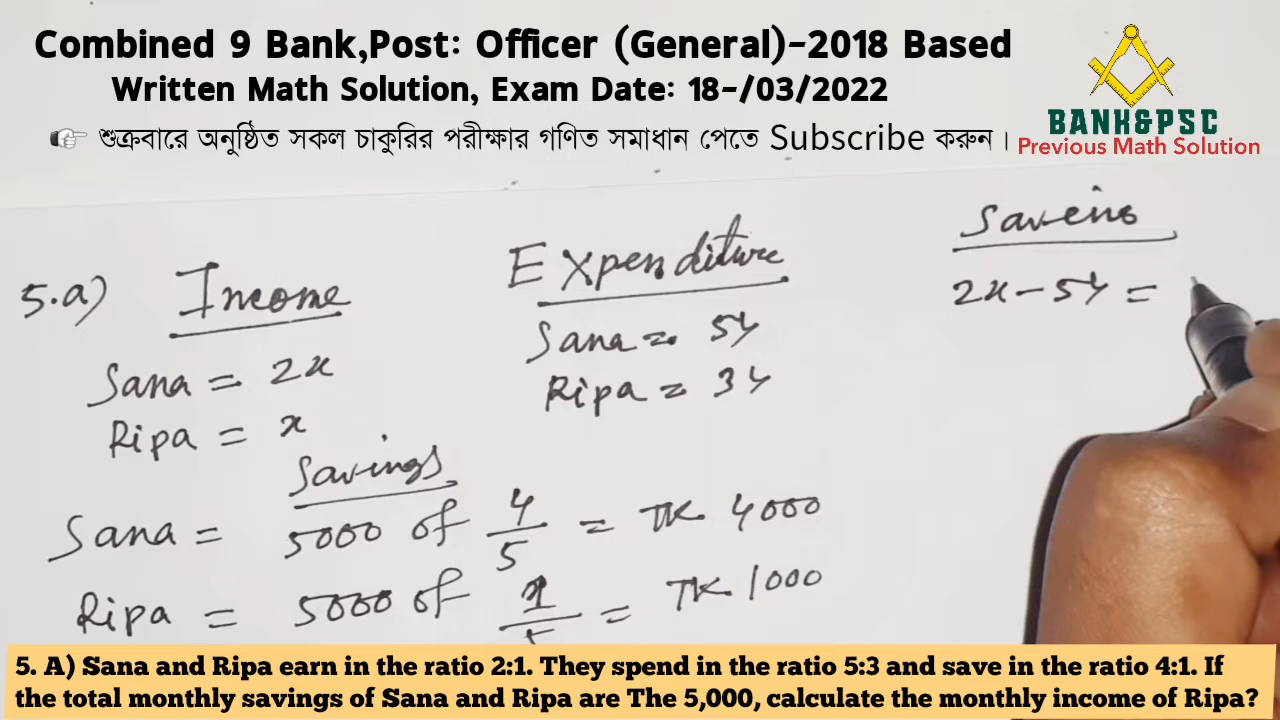 Combined 9 Bank,Post: Officer (General)-2018 Based
Written Math Solution, Exam Date: 18-/03/2022
শুক্রবারে অনুষ্ঠিত সকল চাকুরির পরীক্ষার গণিত সমাধান পেতে Subscribe করুন।
BANK&PSC
Previous Math Solution
5.a) Income
Sana = 2x
Ripa = x
Expenditure
Sana = 5y
Ripa = 3y
Saveins
2x - 5y =
Savings
Sana = 5000 of 4/5 = TK 4000
Ripa = 5000 of 1/5 = TK 1000
5. A) Sana and Ripa earn in the ratio 2:1. They spend in the ratio 5:3 and save in the ratio 4:1. If
the total monthly savings of Sana and Ripa are The 5,000, calculate the monthly income of Ripa?